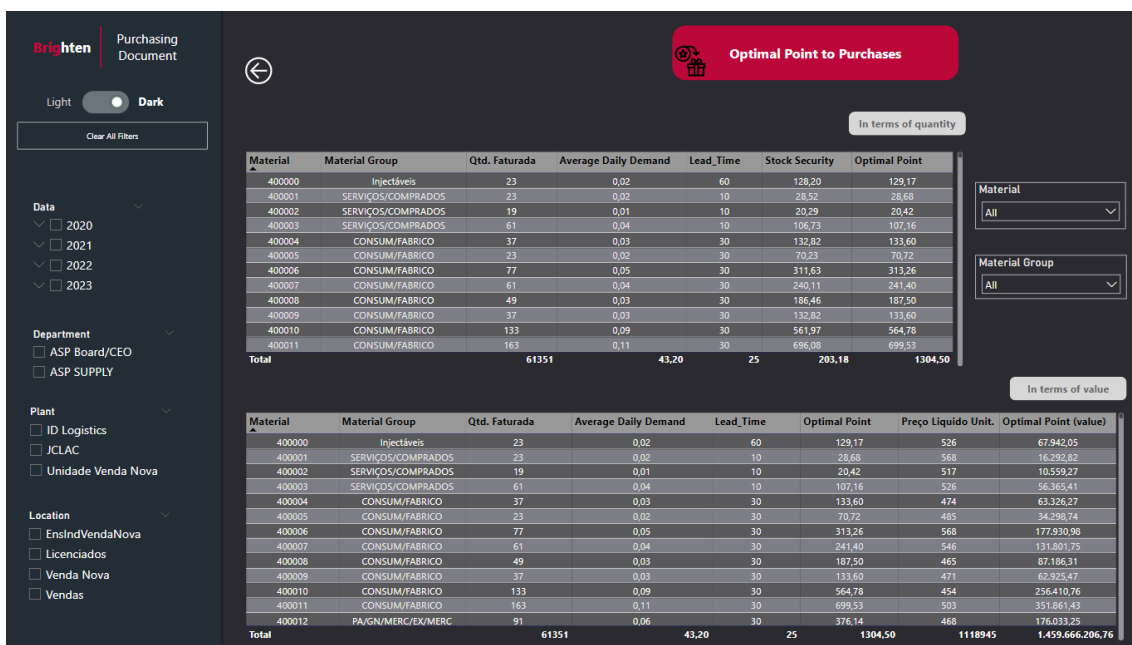 Brighten
Purchasing
Document
Light Dark
Clear All Filters
Data
2020
2021
2022
2023
Department
ASP Board/CEO
ASP SUPPLY
Plant
ID Logistics
JCLAC
Unidade Venda Nova
Location
EnsIndVendaNova
Licenciados
Venda Nova
Vendas
Optimal Point to Purchases
In terms of quantity
Material Material Group Qtd. Faturada Average Daily Demand Lead_Time Stock Security Optimal Point
400000 Injectáveis 23 0,02 60 128,20 129,17
400001 SERVIÇOS/COMPRADOS 23 0,02 10 28,52 28,68
400002 SERVIÇOS/COMPRADOS 19 0,01 10 20,29 20,42
400003 SERVIÇOS/COMPRADOS 61 0,04 10 106,73 107,16
400004 CONSUM/FABRICO 37 0,03 30 132,82 133,60
400005 CONSUM/FABRICO 23 0,02 30 70,23 70,72
400006 CONSUM/FABRICO 77 0,05 30 311,63 313,26
400007 CONSUM/FABRICO 61 0,04 30 240,11 241,40
400008 CONSUM/FABRICO 49 0,03 30 186,46 187,50
400009 CONSUM/FABRICO 37 0,03 30 132,82 133,60
400010 CONSUM/FABRICO 133 0,09 30 561,97 564,78
400011 CONSUM/FABRICO 163 0,11 30 696,08 699,53
Total 61351 43,20 25 203,18 1304,50
Material
All
Material Group
All
In terms of value
Material Material Group Qtd. Faturada Average Daily Demand Lead_Time Optimal Point Preço Liquido Unit. Optimal Point (value)
400000 Injectáveis 23 0,02 60 129,17 526 67.942,05
400001 SERVIÇOS/COMPRADOS 23 0,02 10 28,68 568 16.292,82
400002 SERVIÇOS/COMPRADOS 19 0,01 10 20,42 517 10.559,27
400003 SERVIÇOS/COMPRADOS 61 0,04 10 107,16 526 56.365,41
400004 CONSUM/FABRICO 37 0,03 30 133,60 474 63.326,27
400005 CONSUM/FABRICO 23 0,02 30 70,72 485 34.298,74
400006 CONSUM/FABRICO 77 0,05 30 313,26 568 177.930,98
400007 CONSUM/FABRICO 61 0,04 30 241,40 546 131.801,75
400008 CONSUM/FABRICO 49 0,03 30 187,50 465 87.186,31
400009 CONSUM/FABRICO 37 0,03 30 133,60 471 62.925,47
400010 CONSUM/FABRICO 133 0,09 30 564,78 454 256.410,76
400011 CONSUM/FABRICO 163 0,11 30 699,53 503 351.861,43
400012 PA/GN/MERC/EX/MERC 91 0,06 30 376,14 468 176.033,25
Total 61351 43,20 25 1304,50 1118945 1.459.666.206,76